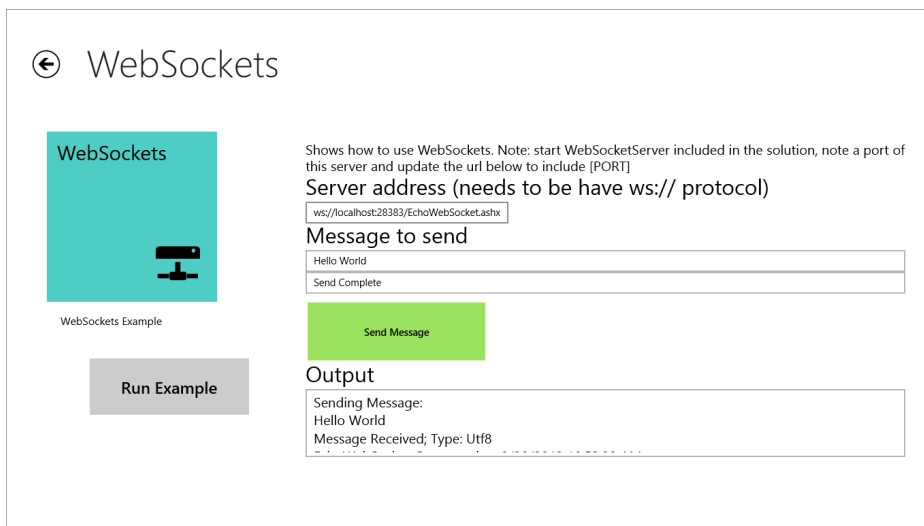 WebSockets
WebSockets
WebSockets Example
Run Example
Shows how to use WebSockets. Note: start WebSocketServer included in the solution, note a port of
this server and update the url below to include [PORT]
Server address (needs to be have ws:// protocol)
ws://localhost:28383/EchoWebSocket.ashx
Message to send
Hello World
Send Complete
Send Message
Output
Sending Message:
Hello World
Message Received; Type: Utf8